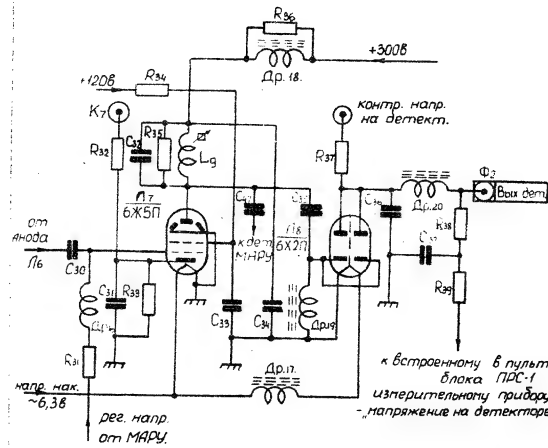 R36
+300в
Др.18.
+120в
R34
K7
контр. напр.
на детект.
R32
C32
R35
L9
R37
Л7
6Ж5П
Л8
6Х2П
C36
Др.20
Ф2
Вых дет.
R38
от
Анода
Л6
C30
к дет.
МАРУ
C37
R39
C31
R33
C33
C34
Др.19
R31
Др.17.
напр. нак.
~6,3в
рег. напр.
от МАРУ.
к встроенному в пульт
блока ПРС-1
измерительному прибору
-„напряжение на детекторе